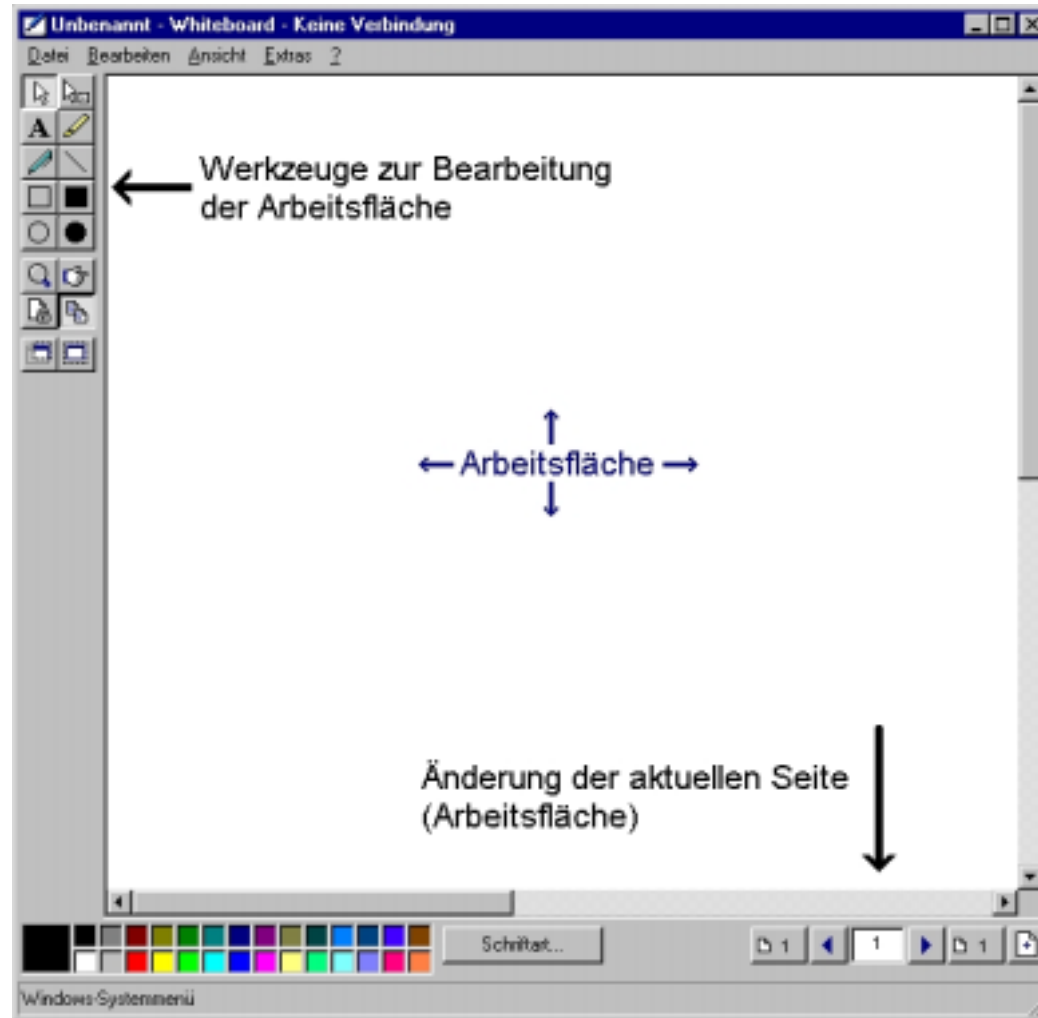 Unbenannt - Whiteboard - Keine Verbindung
Datei Bearbeiten Ansicht Extras ?
A
Werkzeuge zur Bearbeitung
der Arbeitsfläche
Arbeitsfläche
Änderung der aktuellen Seite
(Arbeitsfläche)
Schriftart... 1 1 1
Windows-Systemmenü